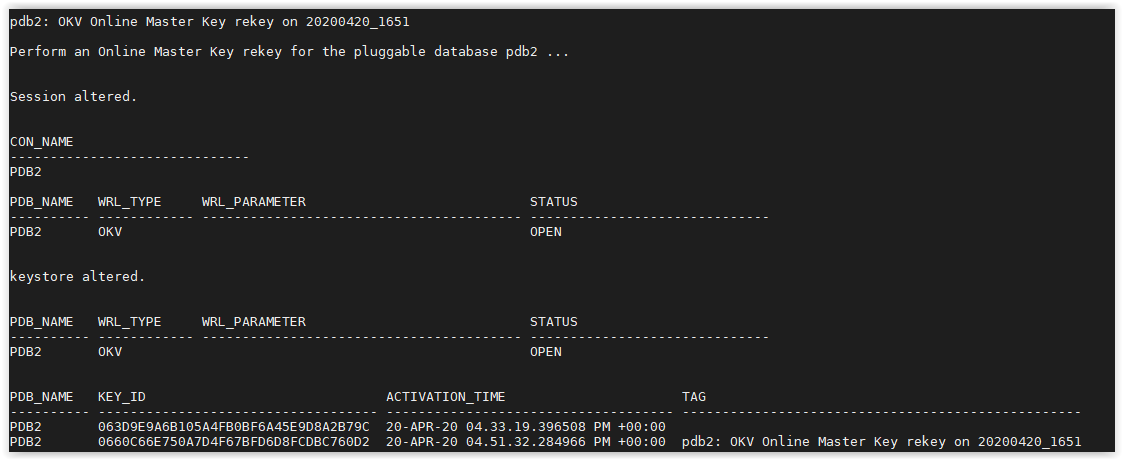 pdb2: OKV Online Master Key rekey on 20200420_1651
Perform an Online Master Key rekey for the pluggable database pdb2 ...
Session altered.
CON_NAME
------------------------------
PDB2
PDB_NAME   WRL_TYPE     WRL_PARAMETER                            STATUS
---------- ------------ ---------------------------------------- ------------------------------
PDB2       OKV                                                   OPEN
keystore altered.
PDB_NAME   WRL_TYPE     WRL_PARAMETER                            STATUS
---------- ------------ ---------------------------------------- ------------------------------
PDB2       OKV                                                   OPEN
PDB_NAME   KEY_ID                              ACTIVATION_TIME                      TAG
---------- ----------------------------------- ------------------------------------ --------------------------------------------------
PDB2       063D9E9A6B105A4FB0BF6A45E9D8A2B79C  20-APR-20 04.33.19.396508 PM +00:00
PDB2       0660C66E750A7D4F67BFD6D8FCDBC760D2  20-APR-20 04.51.32.284966 PM +00:00  pdb2: OKV Online Master Key rekey on 20200420_1651